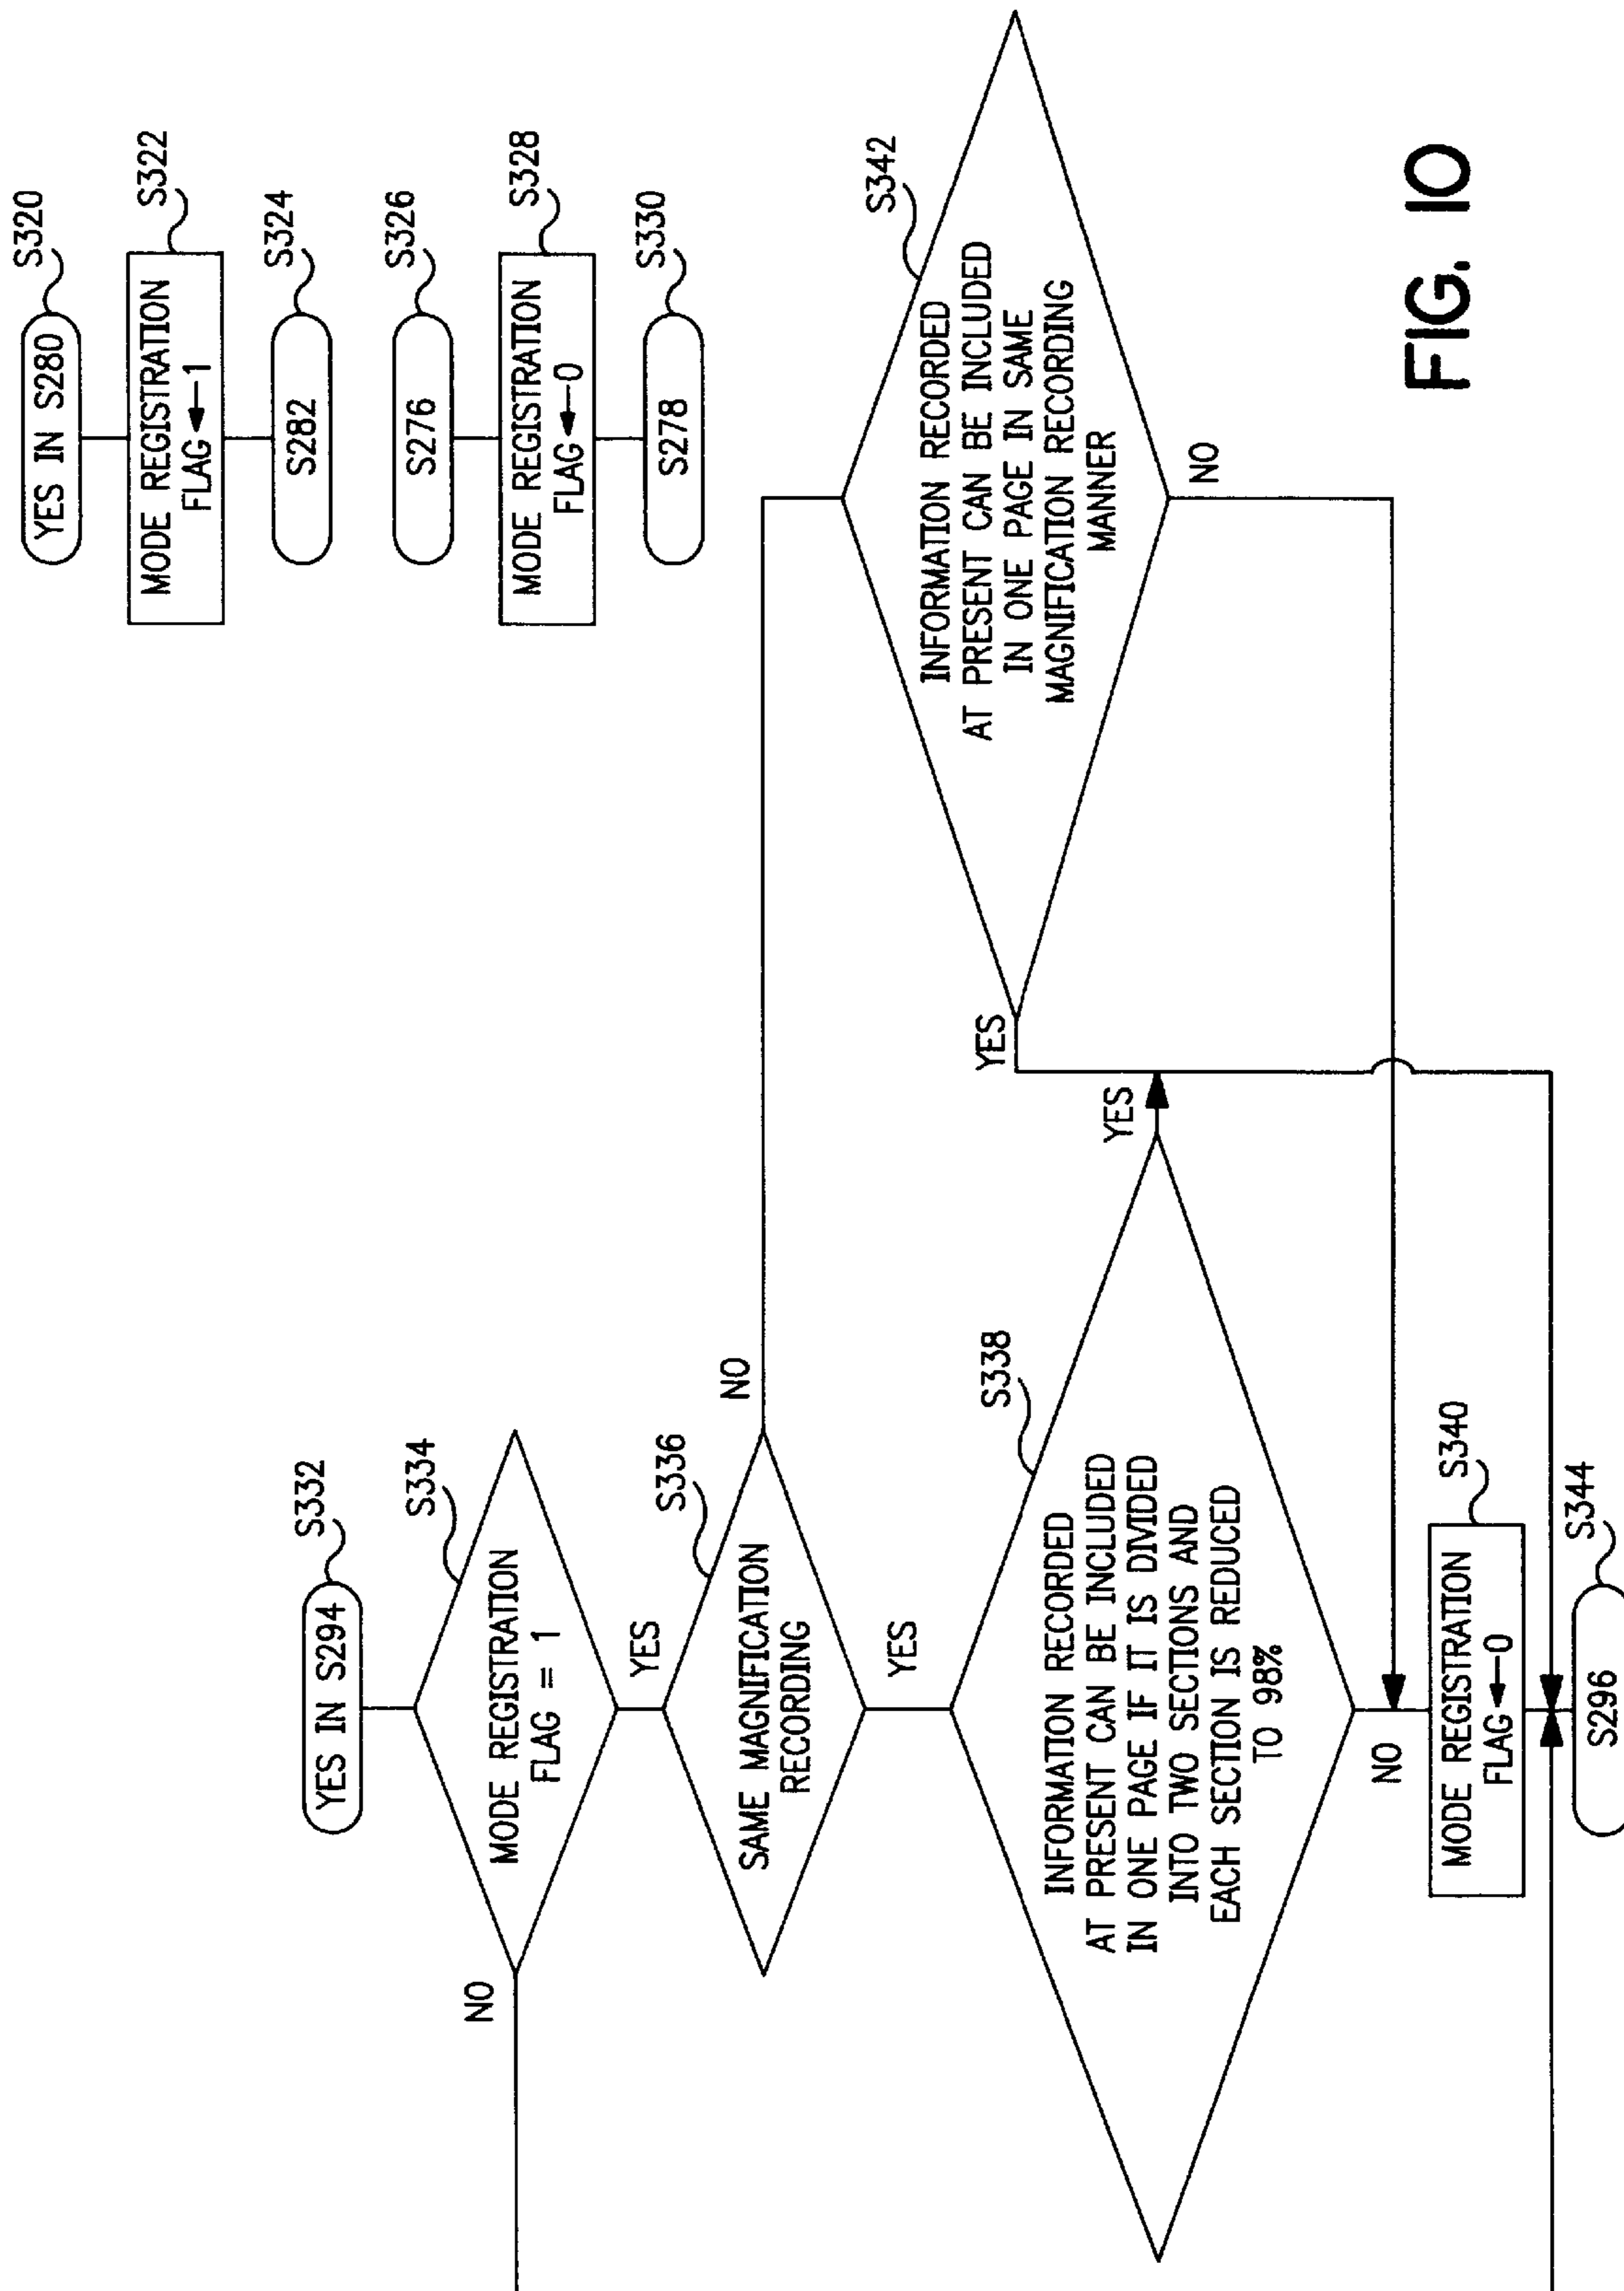 YES IN S280
S320
MODE REGISTRATION
FLAG ← 1
S322
S282
S324
S276
S326
MODE REGISTRATION
FLAG ← 0
S328
S278
S330
YES IN S294
S332
MODE REGISTRATION
FLAG = 1
S334
NO
YES
SAME MAGNIFICATION
RECORDING
S336
NO
YES
INFORMATION RECORDED
AT PRESENT CAN BE INCLUDED
IN ONE PAGE IF IT IS DIVIDED
INTO TWO SECTIONS AND
EACH SECTION IS REDUCED
TO 98%
S338
YES
NO
INFORMATION RECORDED
AT PRESENT CAN BE INCLUDED
IN ONE PAGE IN SAME
MAGNIFICATION RECORDING
MANNER
S342
YES
NO
MODE REGISTRATION
FLAG ← 0
S340
S296
S344
FIG. 10